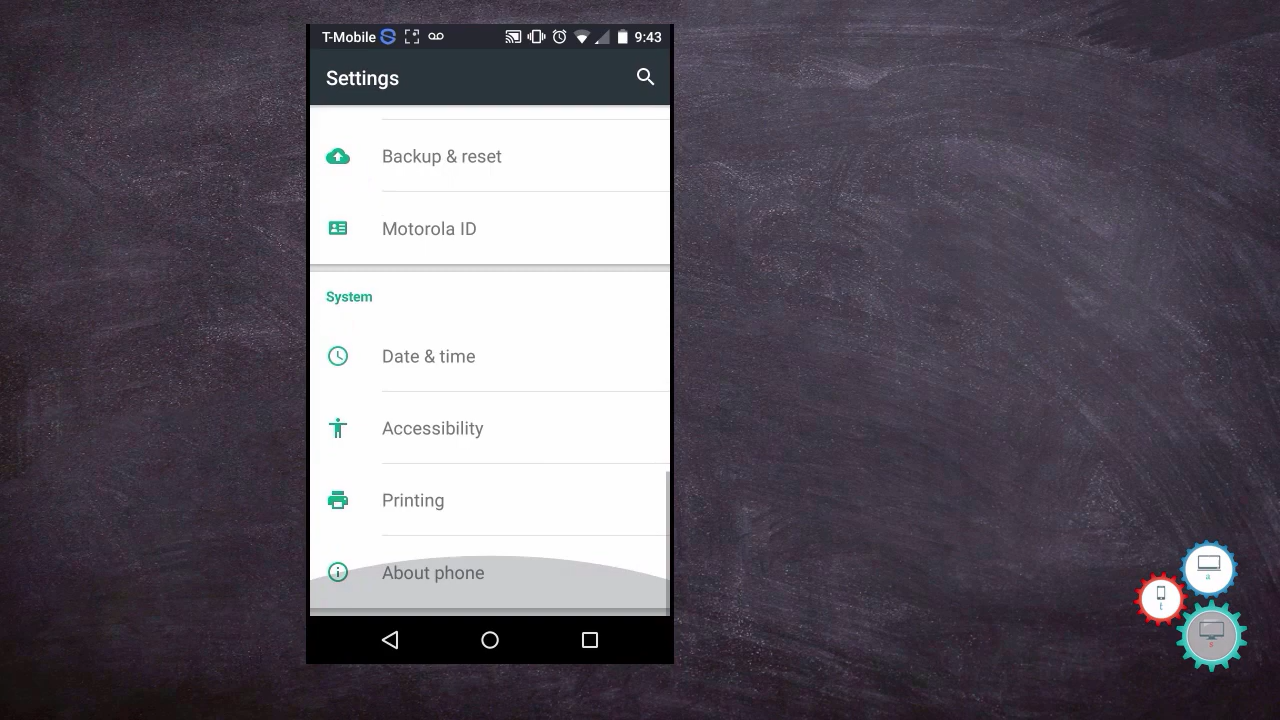 T-Mobile 9:43
Settings
Backup & reset
Motorola ID
System
Date & time
Accessibility
Printing
About phone
a
t